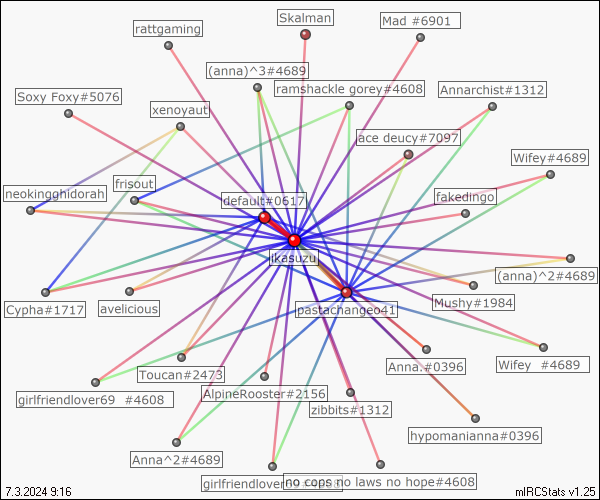 Skalman
Mad #6901
rattgaming
(anna)^3#4689
ramshackle gorey#4608
Annarchist#1312
Soxy Foxy#5076
xenoyaut
ace deucy#7097
Wifey#4689
neokingghidorah
frisout
default#0617
fakedingo
ikasuzu
(anna)^2#4689
Cypha#1717
avelicious
pastachange041
Mushy#1984
Toucan#2473
Anna.#0396
Wifey #4689
girlfriendlover69 #4608
AlpineRooster#2156
zibbits#1312
hypomanianna#0396
Anna^2#4689
girlfriendlover
no cops no laws no hope#4608
7.3.2024 9:16
mIRCStats v1.25